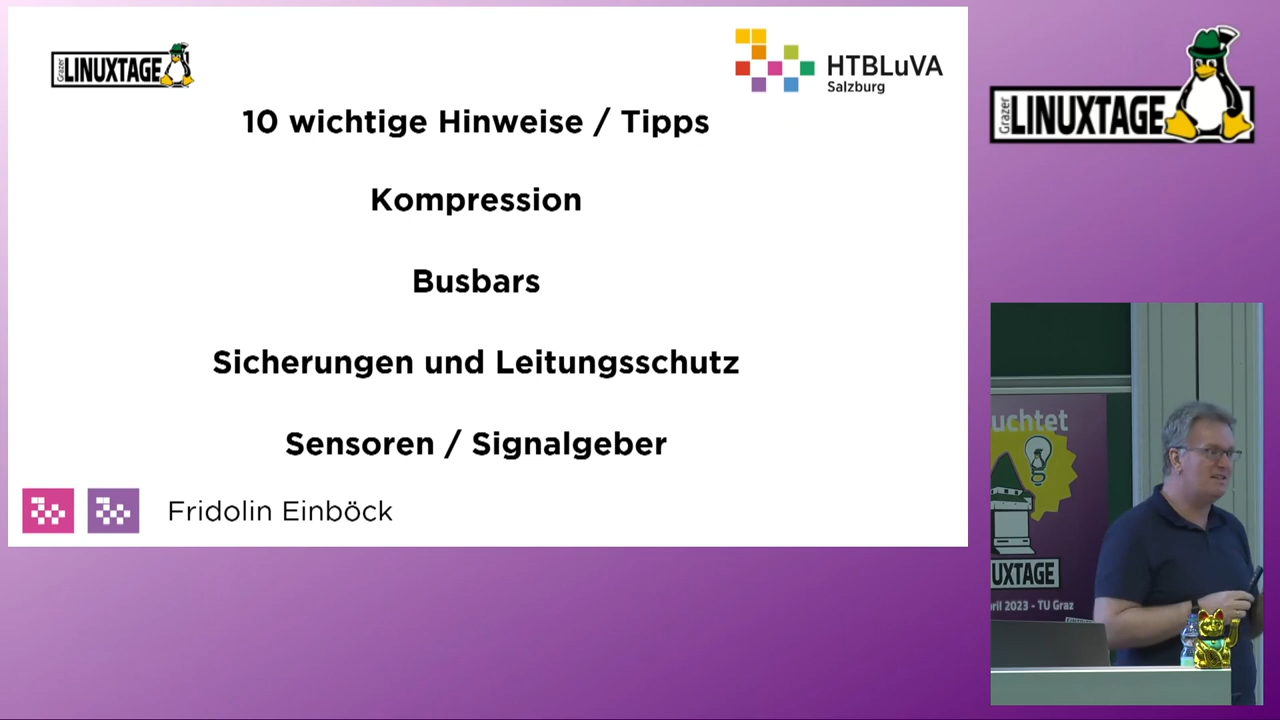 Grazer LINUXTAGE
HTBLuVA
Salzburg
10 wichtige Hinweise / Tipps
Kompression
Busbars
Sicherungen und Leitungsschutz
Sensoren / Signalgeber
Fridolin Einböck
Grazer LINUXTAGE
uchtet
UXTAGE
ril 2023 - TU Graz